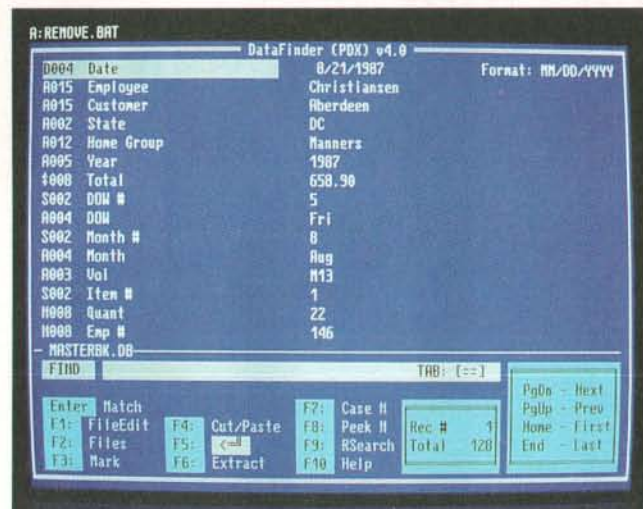 A:REMOVE.BAT
DataFinder (PDX) v4.0
D004 Date 8/21/1987 Format: MM/DD/YYYY
A015 Employee Christiansen
A015 Customer Aberdeen
A002 State DC
A012 Home Group Manners
A005 Year 1987
$008 Total 658.90
S002 DOW # 5
A004 DOW Fri
S002 Month # 8
A004 Month Aug
A003 Vol M13
S002 Item # 1
N008 Quant 22
N008 Emp # 146
MASTERBK.DB
FIND TAB: [==]
Enter Match
F1: FileEdit
F2: Files
F3: Mark
F4: Cut/Paste
F5: <=┘
F6: Extract
F7: Case N
F8: Peek N
F9: RSearch
F10 Help
Rec # 1
Total 128
PgDn - Next
PgUp - Prev
Home - First
End - Last